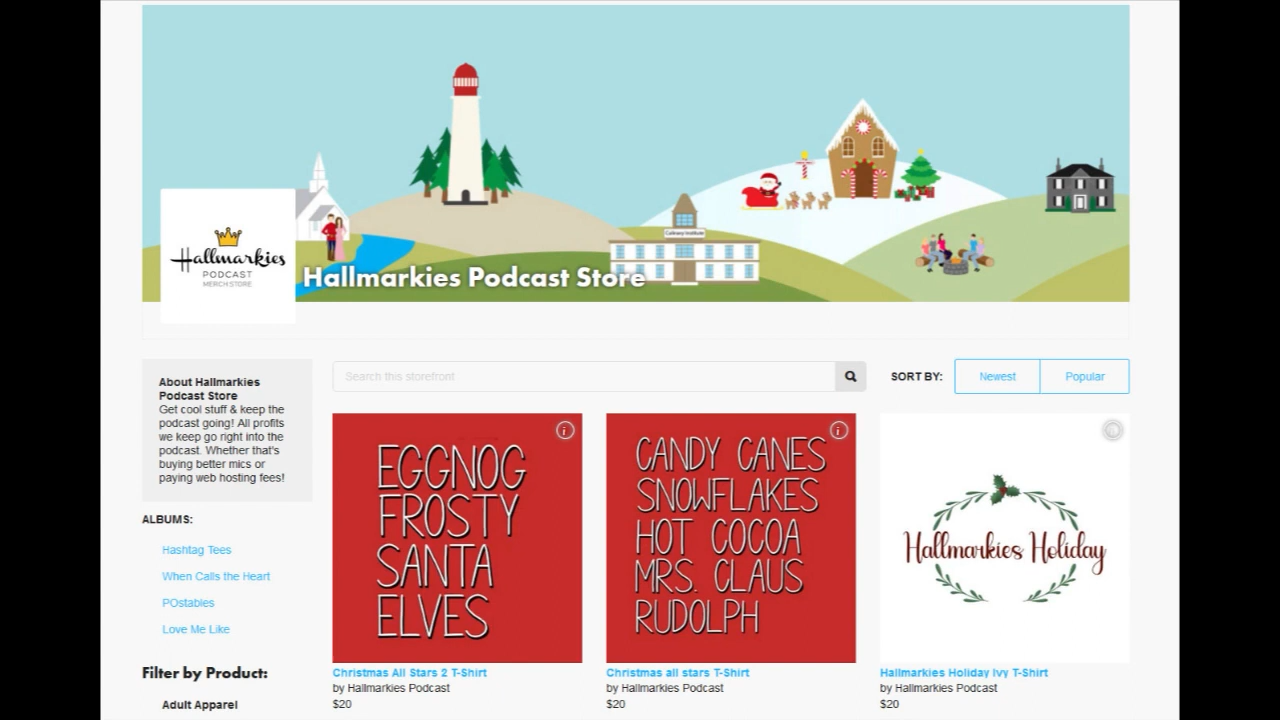 Culinary Institute
Hallmarkies
PODCAST
MERCH STORE
Hallmarkies Podcast Store
About Hallmarkies
Podcast Store
Get cool stuff & keep the
podcast going! All profits
we keep go right into the
podcast. Whether that's
buying better mics or
paying web hosting fees!
ALBUMS:
Hashtag Tees
When Calls the Heart
POstables
Love Me Like
Filter by Product:
Adult Apparel
Search this storefront
SORT BY:
Newest
Popular
EGGNOG
FROSTY
SANTA
ELVES
Christmas All Stars 2 T-Shirt
by Hallmarkies Podcast
$20
CANDY CANES
SNOWFLAKES
HOT COCOA
MRS. CLAUS
RUDOLPH
Christmas all stars T-Shirt
by Hallmarkies Podcast
$20
Hallmarkies Holiday
Hallmarkies Holiday Ivy T-Shirt
by Hallmarkies Podcast
$20